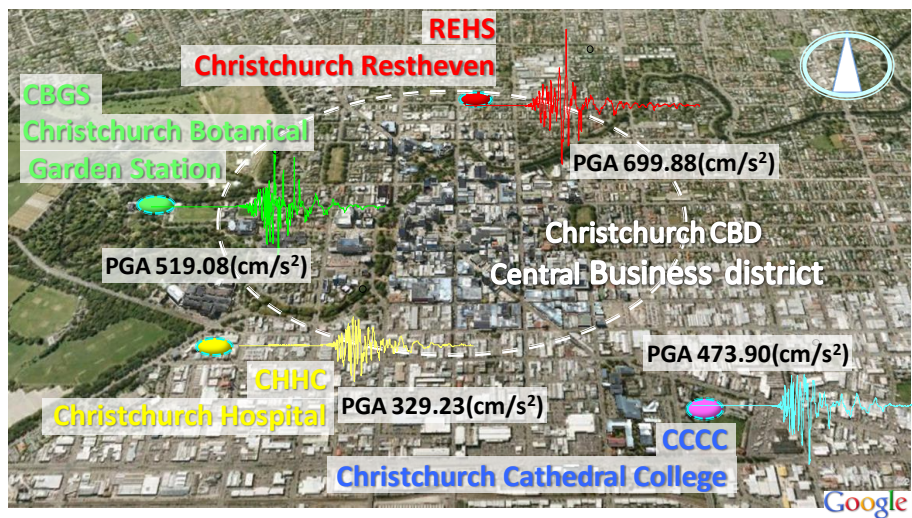 REHS
Christchurch Restheven
CBGS
Christchurch Botanical
Garden Station
PGA 699.88(cm/s²)
Christchurch CBD
Central Business district
PGA 519.08(cm/s²)
PGA 473.90(cm/s²)
CHHC
Christchurch Hospital
PGA 329.23(cm/s²)
CCCC
Christchurch Cathedral College
Google